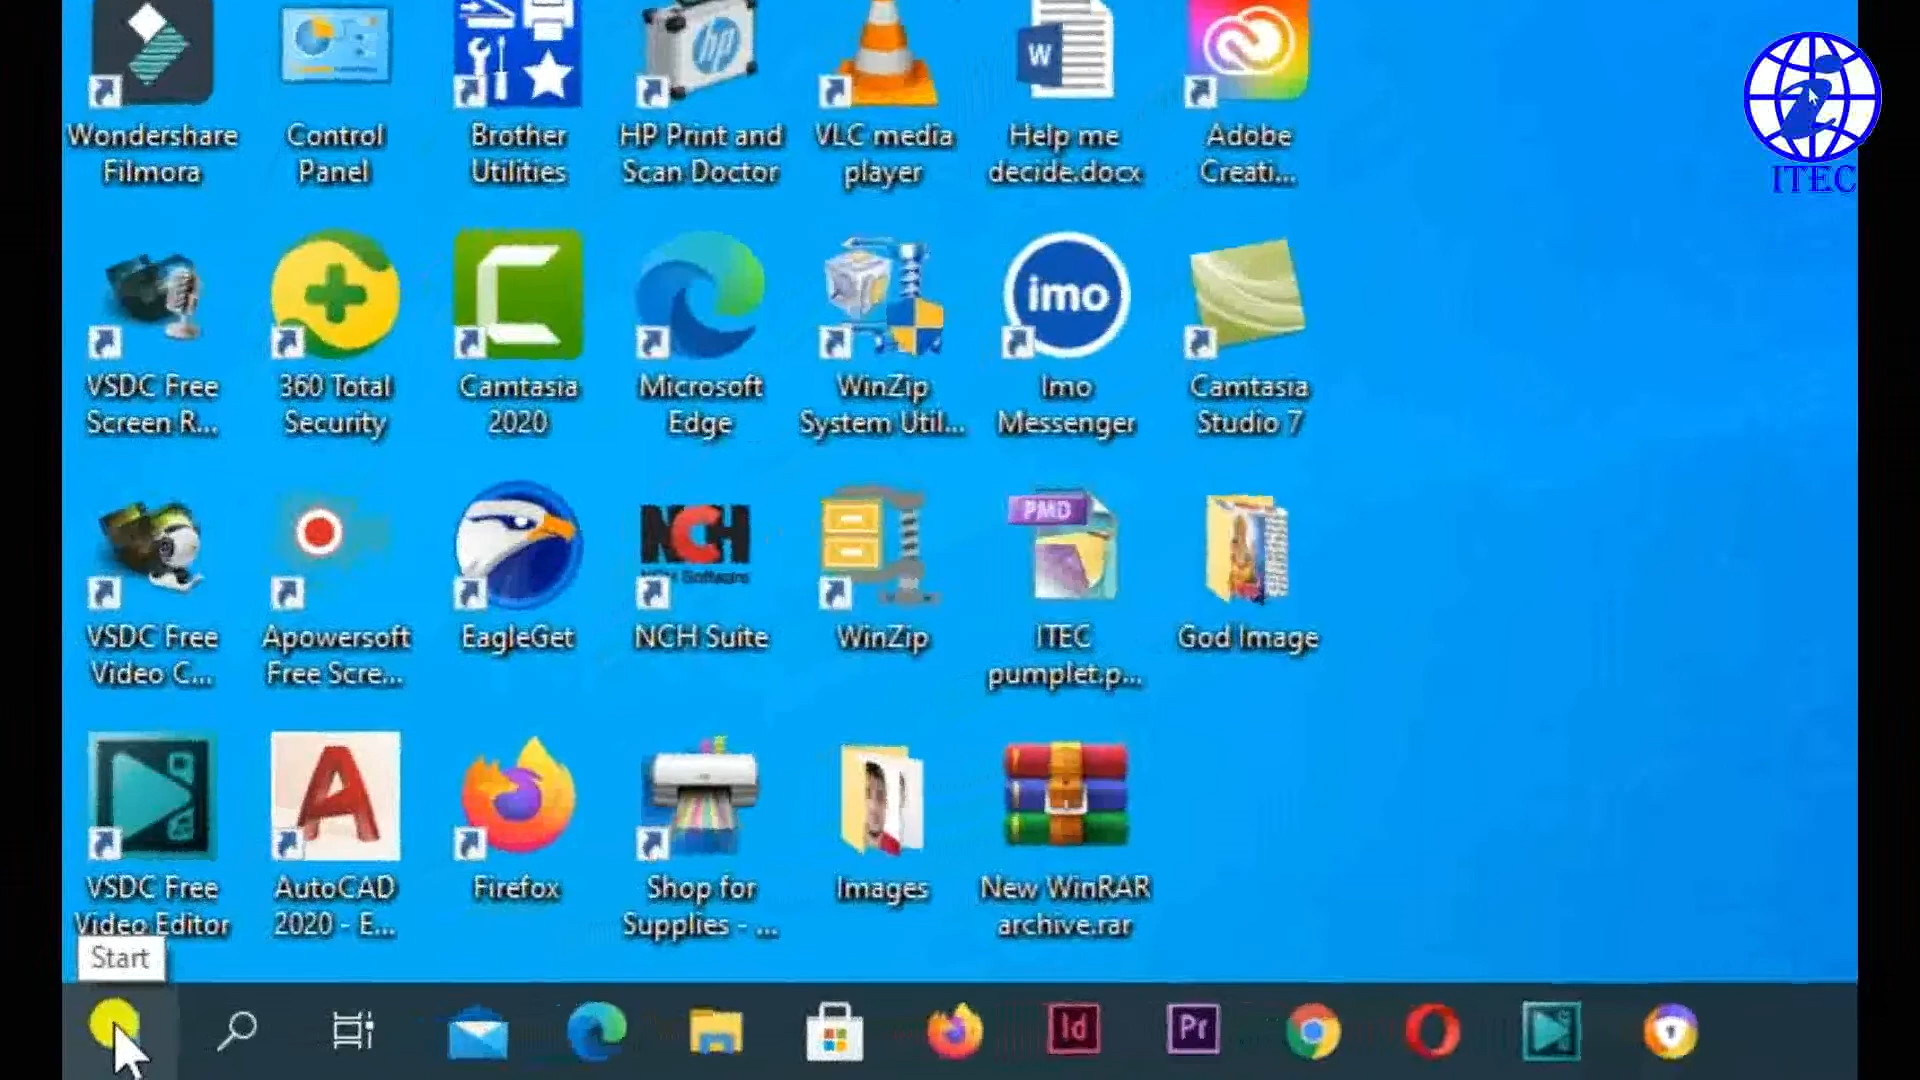 Wondershare
Filmora
Control
Panel
Brother
Utilities
HP Print and
Scan Doctor
VLC media
player
Help me
decide.docx
Adobe
Creati...
ITEC
VSDC Free
Screen R...
360 Total
Security
Camtasia
2020
Microsoft
Edge
WinZip
System Util...
imo
Imo
Messenger
Camtasia
Studio 7
VSDC Free
Video C...
Apowersoft
Free Scre...
EagleGet
NCH
NCH Software
NCH Suite
WinZip
PMD
ITEC
pumplet.p...
God Image
VSDC Free
Video Editor
AutoCAD
2020 - E...
Firefox
Shop for
Supplies - ...
Images
New WinRAR
archive.rar
Start
hp
W
A
Id
Pr